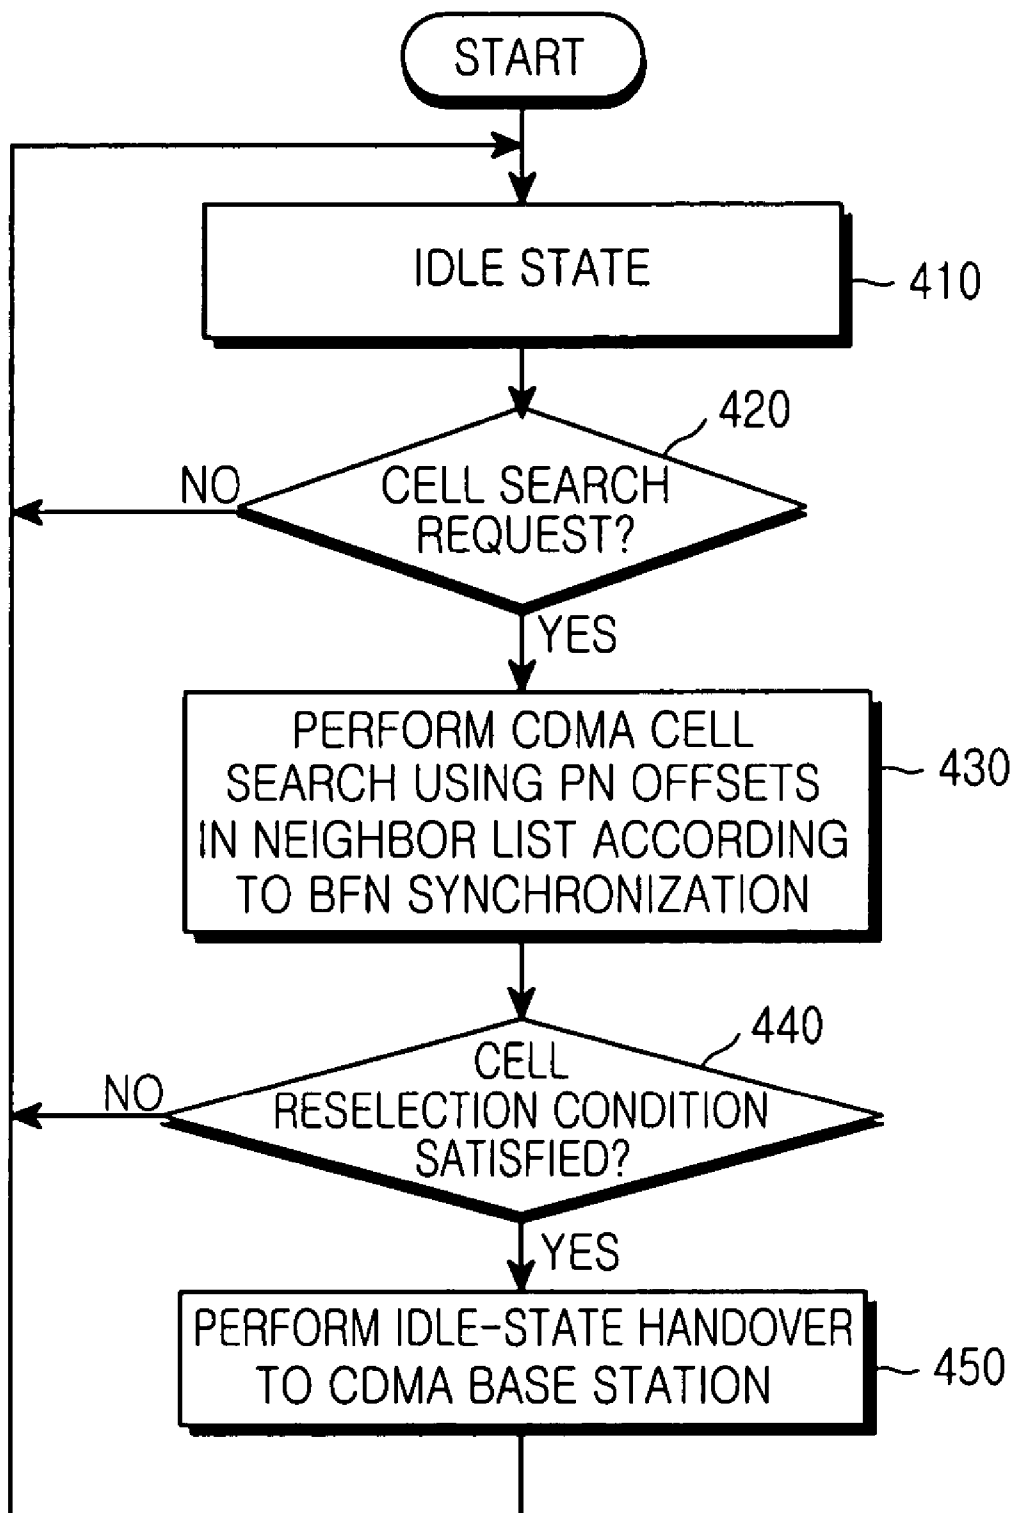 START
IDLE STATE
410
420
CELL SEARCH
REQUEST?
NO
YES
PERFORM CDMA CELL
SEARCH USING PN OFFSETS
IN NEIGHBOR LIST ACCORDING
TO BFN SYNCHRONIZATION
430
440
CELL
RESELECTION CONDITION
SATISFIED?
NO
YES
PERFORM IDLE-STATE HANDOVER
TO CDMA BASE STATION
450